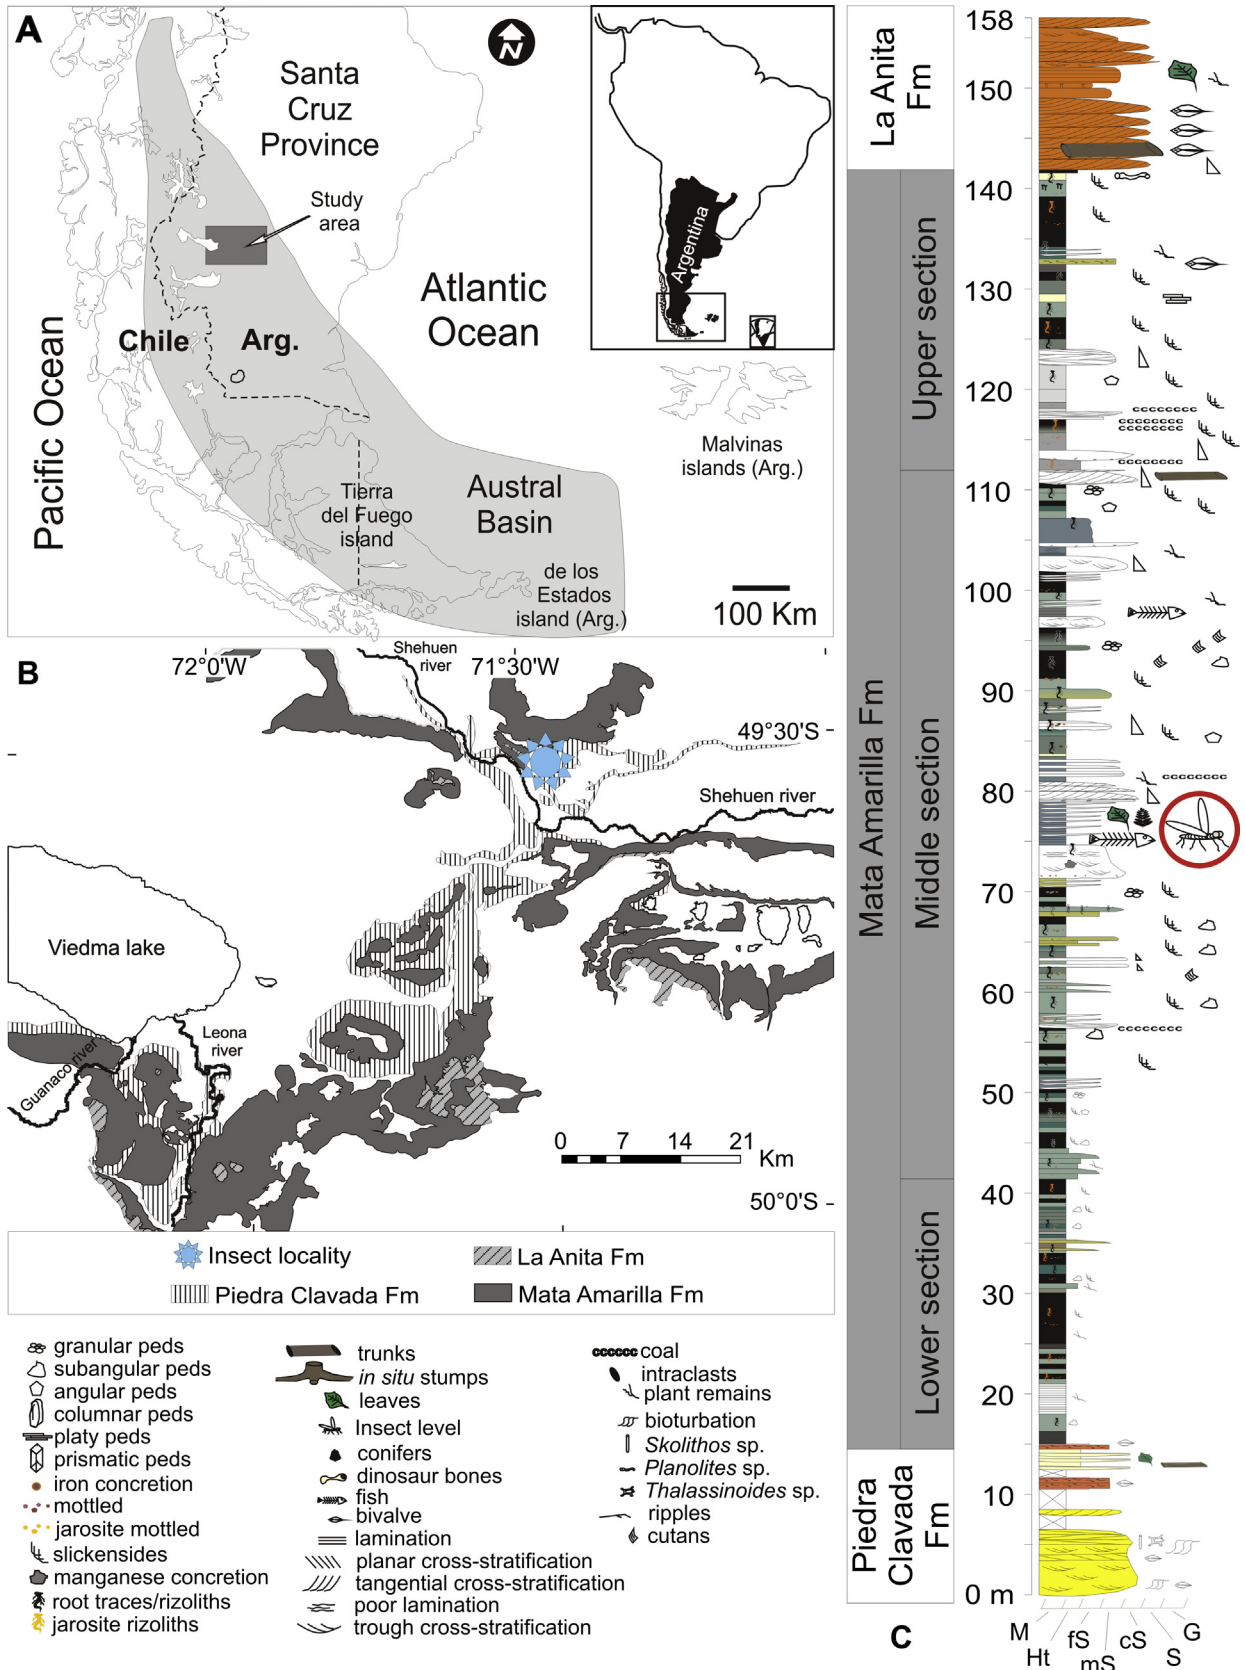 A
N
Santa
Cruz
Province
Study
area
Atlantic
Ocean
Pacific Ocean
Chile
Arg.
Argentina
Malvinas
islands (Arg.)
Tierra
del Fuego
island
Austral
Basin
de los
Estados
island (Arg.)
100 Km
B
72°0'W
Shehuen
river
71°30'W
49°30'S
Shehuen river
Viedma lake
Leona
river
Guanaco river
0 7 14 21
Km
50°0'S
Insect locality
La Anita Fm
Piedra Clavada Fm
Mata Amarilla Fm
granular peds
subangular peds
angular peds
columnar peds
platy peds
prismatic peds
iron concretion
mottled
jarosite mottled
slickensides
manganese concretion
root traces/rizoliths
jarosite rizoliths
trunks
in situ stumps
leaves
Insect level
conifers
dinosaur bones
fish
bivalve
lamination
planar cross-stratification
tangential cross-stratification
poor lamination
trough cross-stratification
coal
intraclasts
plant remains
bioturbation
Skolithos sp.
Planolites sp.
Thalassinoides sp.
ripples
cutans
La Anita
Fm
Mata Amarilla Fm
Upper section
Middle section
Lower section
Piedra
Clavada
Fm
158
150
140
130
120
110
100
90
80
70
60
50
40
30
20
10
0 m
C
M
Ht
fS
mS
cS
S
G